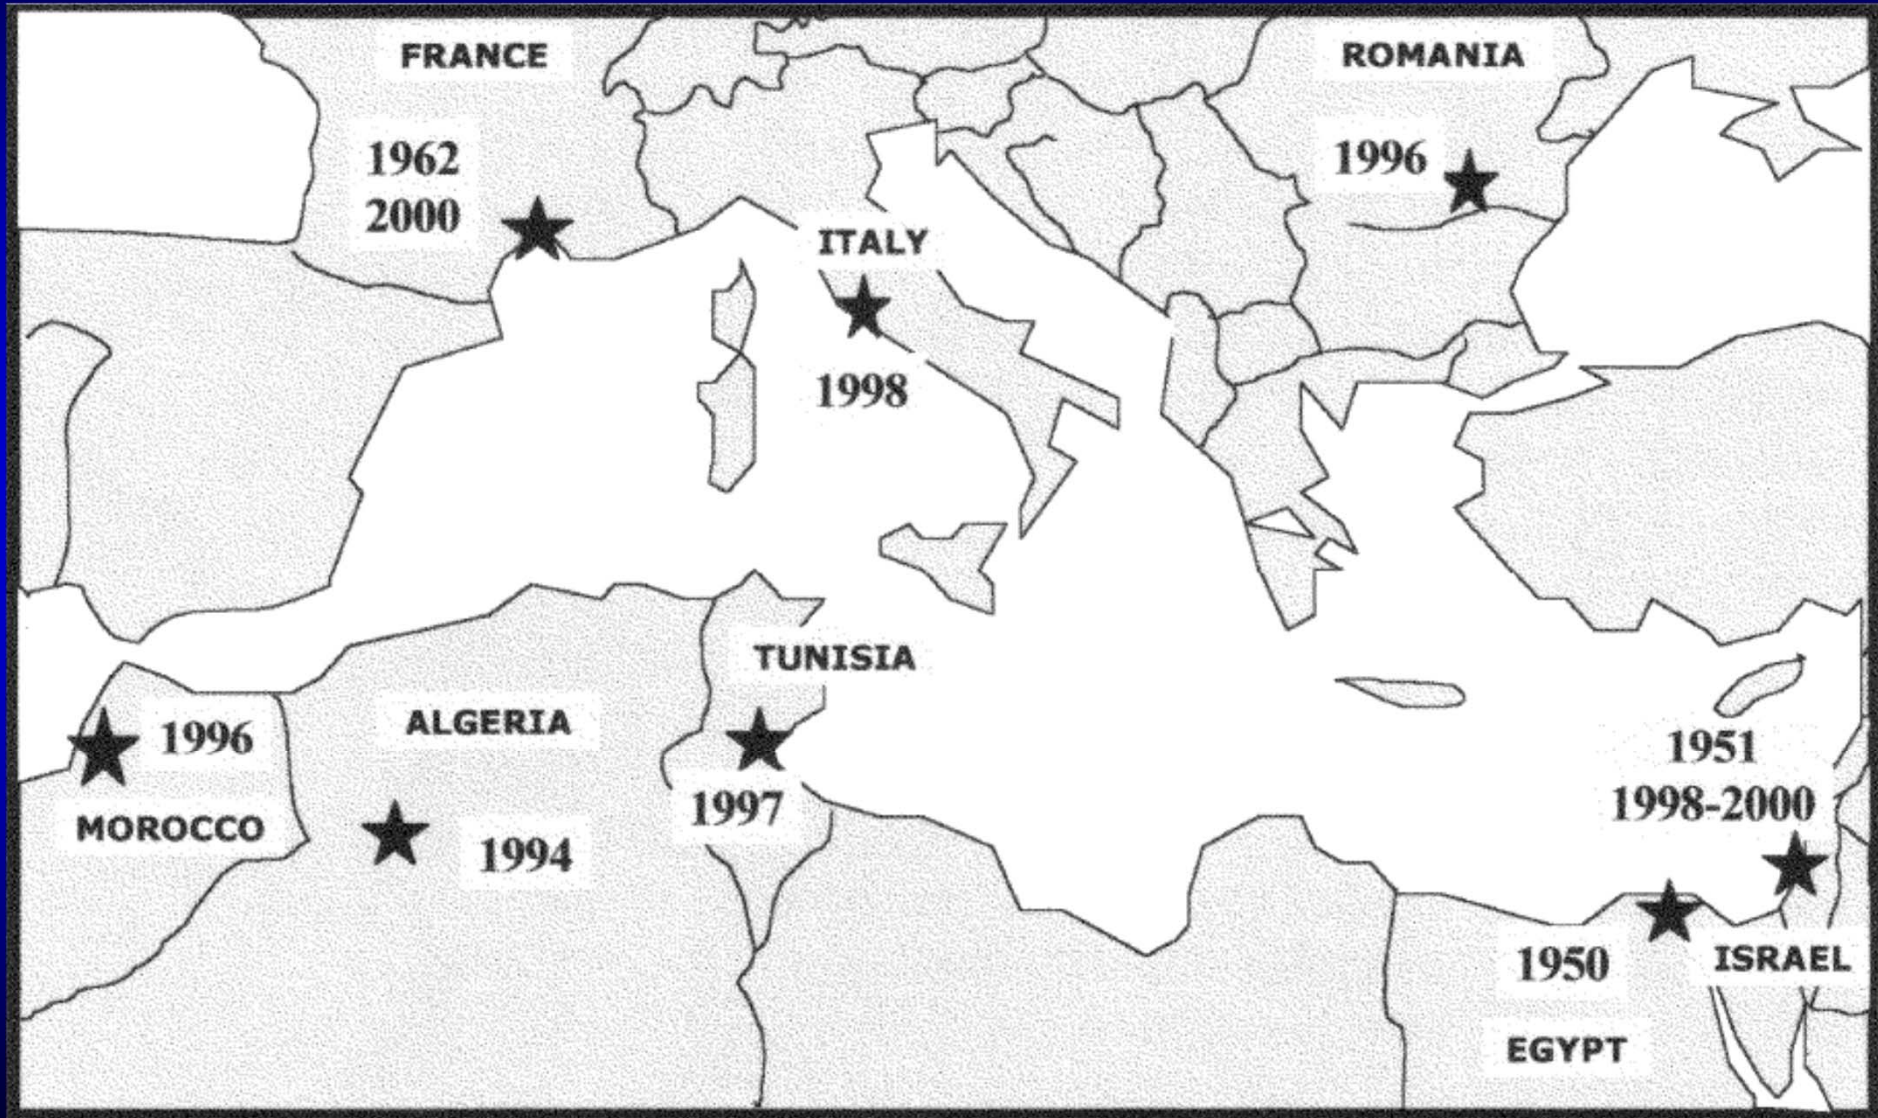 FRANCE
ROMANIA
1962
2000
1996
ITALY
1998
TUNISIA
ALGERIA
1996
1951
1998-2000
1997
MOROCCO
1994
1950
ISRAEL
EGYPT